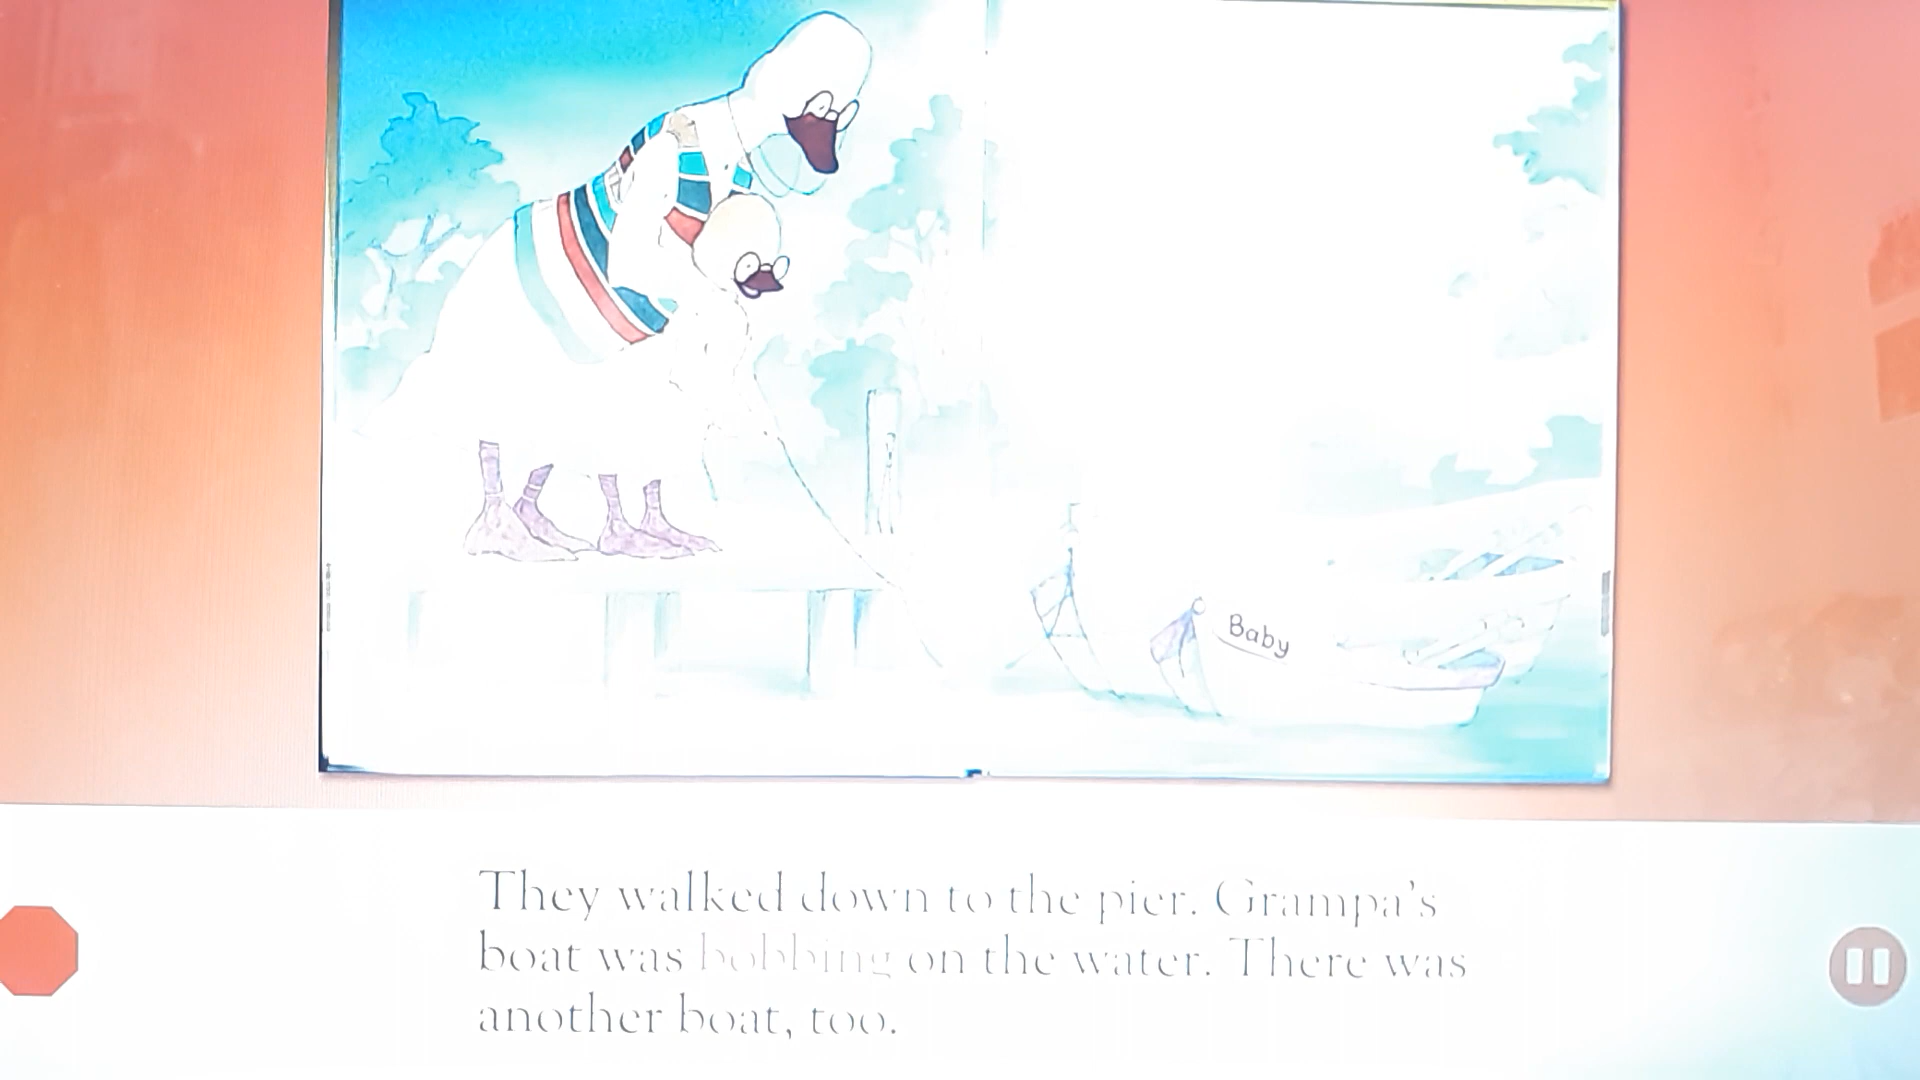 Baby
They walked down to the pier. Grampa's
boat was bobbing on the water. There was
another boat, too.